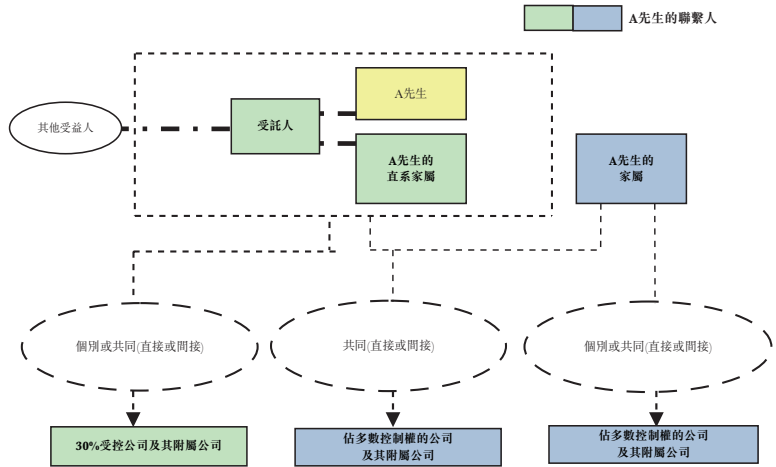 A先生的聯繫人
A先生
其他受益人
受託人
A先生的
直系家屬
A先生的
家屬
個別或共同(直接或間接)
共同(直接或間接)
個別或共同(直接或間接)
30%受控公司及其附屬公司
佔多數控制權的公司
及其附屬公司
佔多數控制權的公司
及其附屬公司